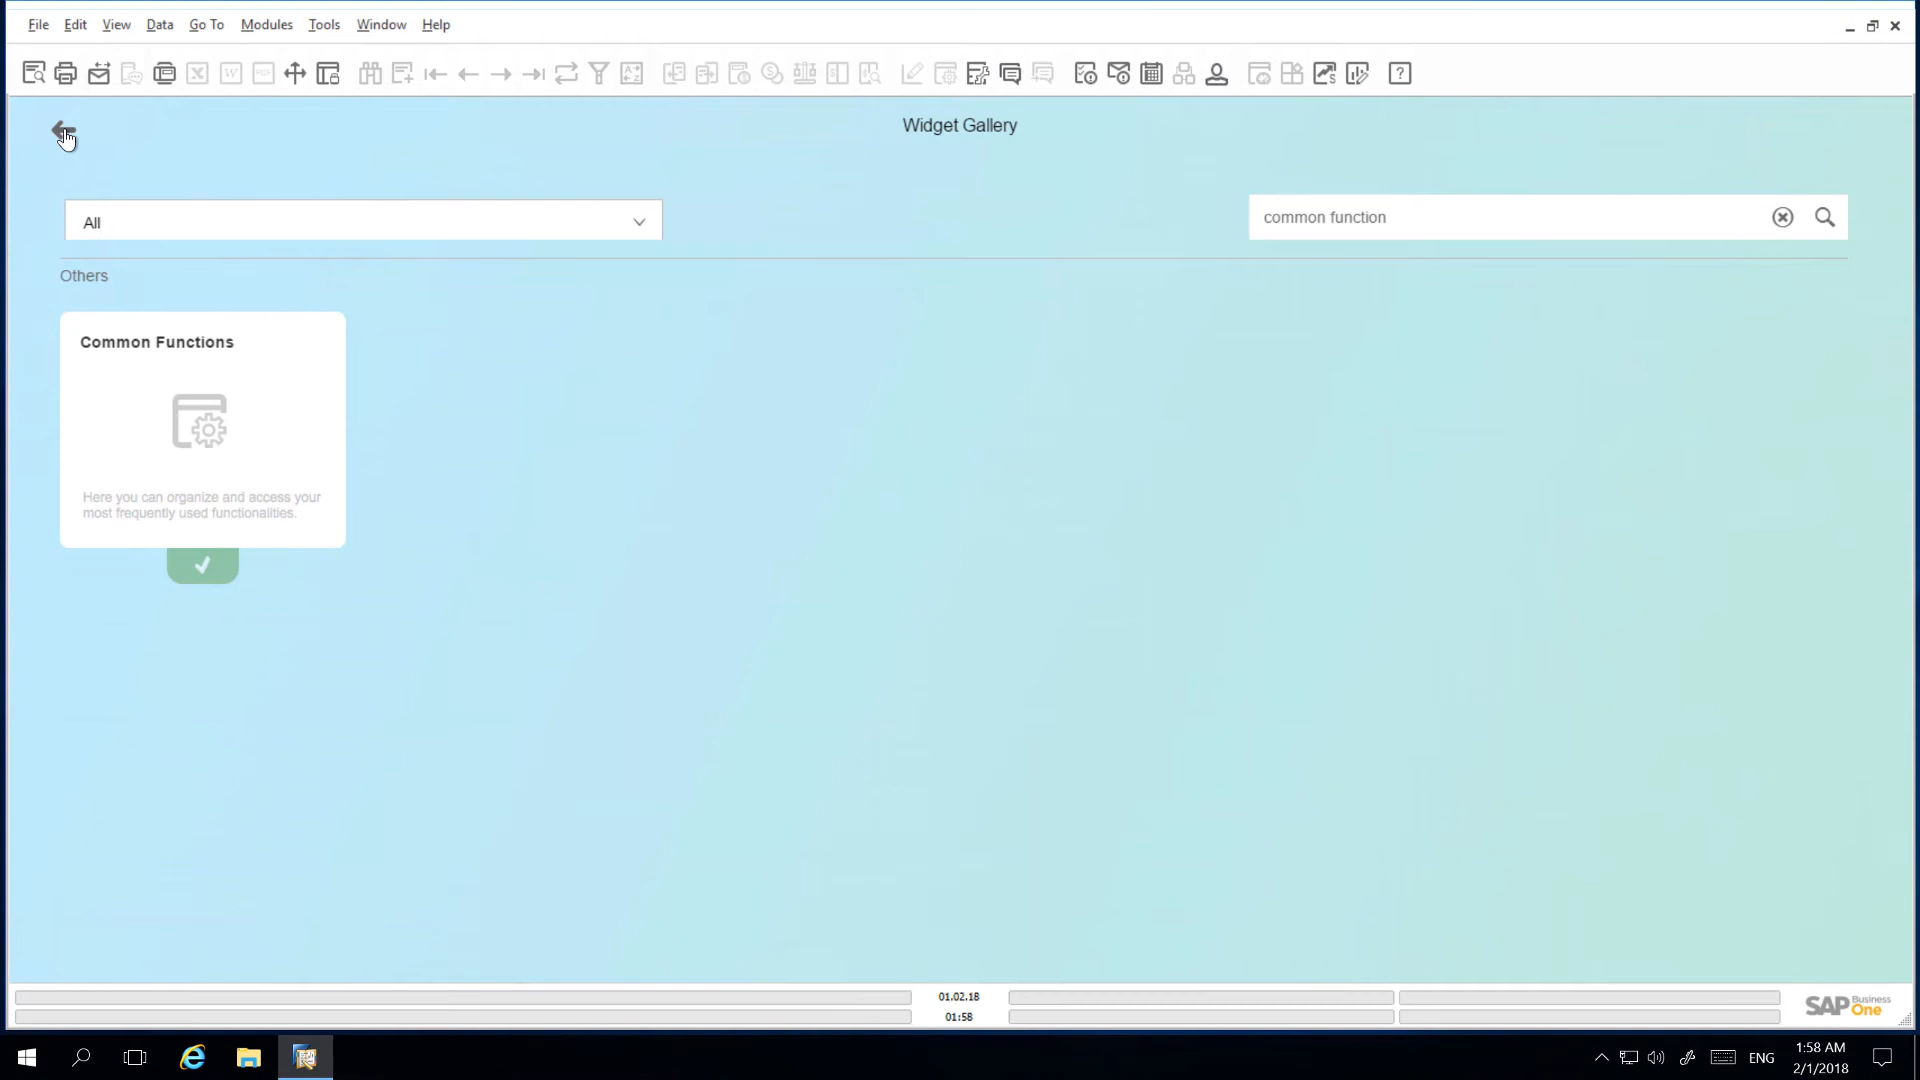 File Edit View Data Go To Modules Tools Window Help
Widget Gallery
All
common function
Others
Common Functions
Here you can organize and access your
most frequently used functionalities.
01.02.18
01:58
SAP Business One
ENG
1:58 AM
2/1/2018